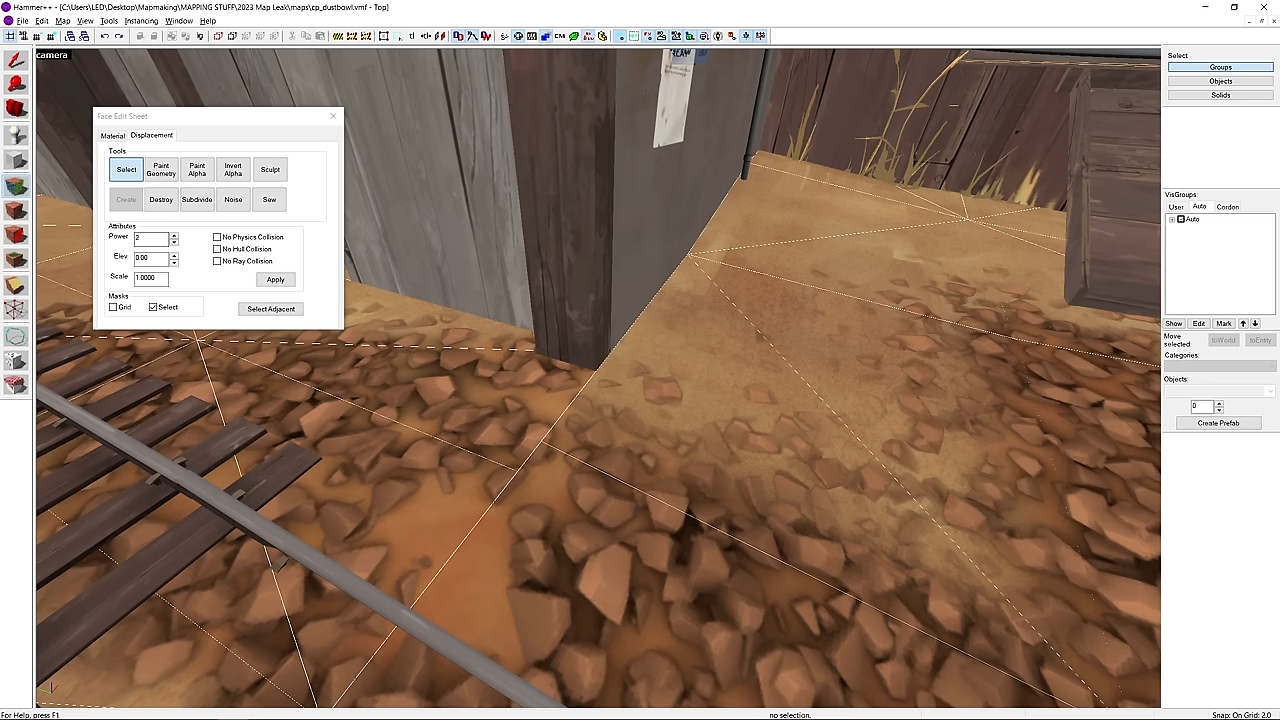 Hammer++ - [C:\Users\LED\Desktop\Mapmaking\MAPPING STUFF\2023 Map Leak\maps\cp_dustbowl.vmf - Top]
File Edit Map View Tools Instancing Window Help
camera
Face Edit Sheet
Material Displacement
Tools
Select Paint Geometry Paint Alpha Invert Alpha Sculpt
Create Destroy Subdivide Noise Sew
Attributes
Power 2 No Physics Collision
No Hull Collision
Elev 0.00 No Ray Collision
Scale 1.0000 Apply
Masks
Grid Select Select Adjacent
Select
Groups
Objects
Solids
VisGroups:
User Auto Cordon
Auto
Show Edit Mark
Move selected toWorld toEntity
Categories:
Objects:
0
Create Prefab
For Help, press F1 no selection. Snap: On Grid: 2.0